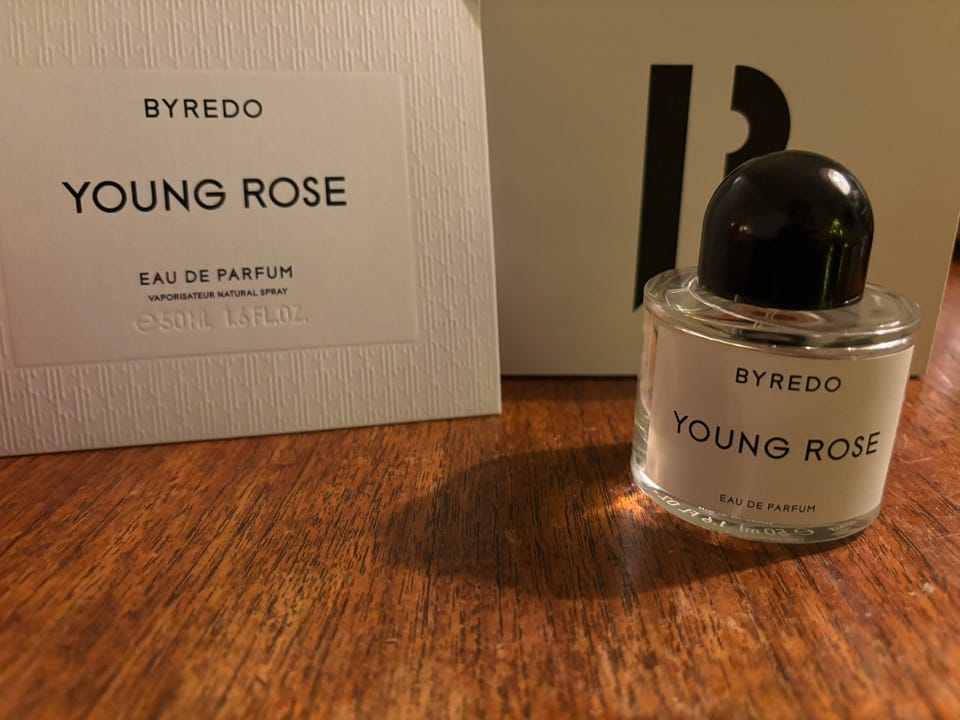 BYREDO
YOUNG ROSE
EAU DE PARFUM
VAPORISATEUR NATURAL SPRAY
℮50ML 1.6FL.OZ.
B
BYREDO
YOUNG ROSE
EAU DE PARFUM